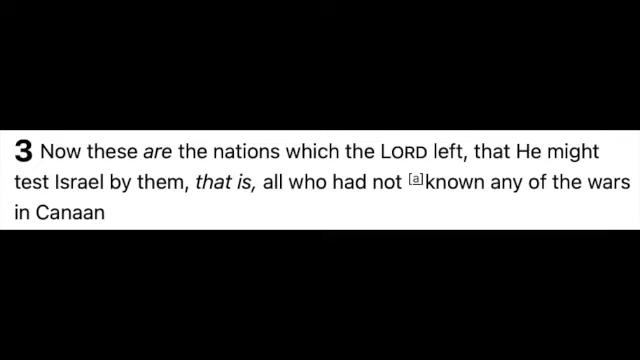 3 Now these are the nations which the LORD left, that He might
test Israel by them, that is, all who had not [a]known any of the wars
in Canaan